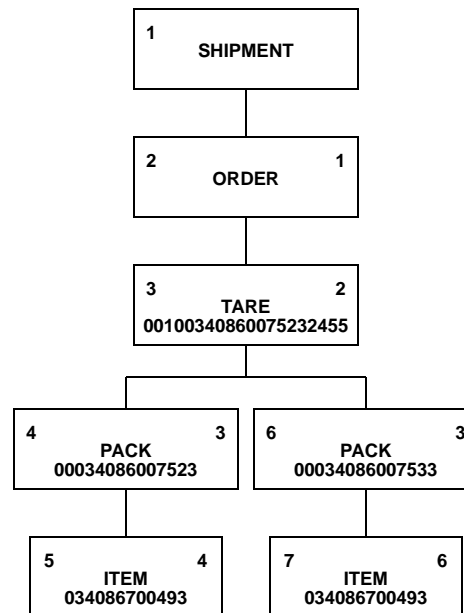 1
SHIPMENT
2 1
ORDER
3 2
TARE
00100340860075232455
4 3
PACK
00034086007523
6 3
PACK
00034086007533
5 4
ITEM
034086700493
7 6
ITEM
034086700493